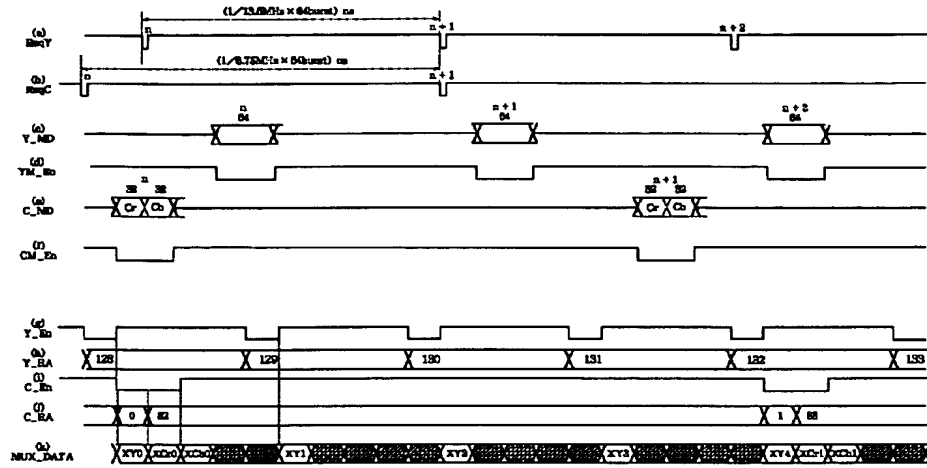 (1/13.5MHz × 64burst) ns
(a) n n+1 n+2
ReqY
(1/6.75MHz × 64burst) ns
(b) n n+1
ReqC
n n+1 n+2
(c) 64 64 64
Y_MD
(d)
YM_En
n n+1
(e) 32 32 32 32
C_MD Cr Cb Cr Cb
(f)
CM_En
(g)
Y_En
(h)
Y_RA 128 129 130 131 132 133
(i)
C_En
C_RA 0 32 1
MUX_DATA XY0 XCr0 XCb0 XY1 XY2 XY3 XY4 XCr1 XCb1